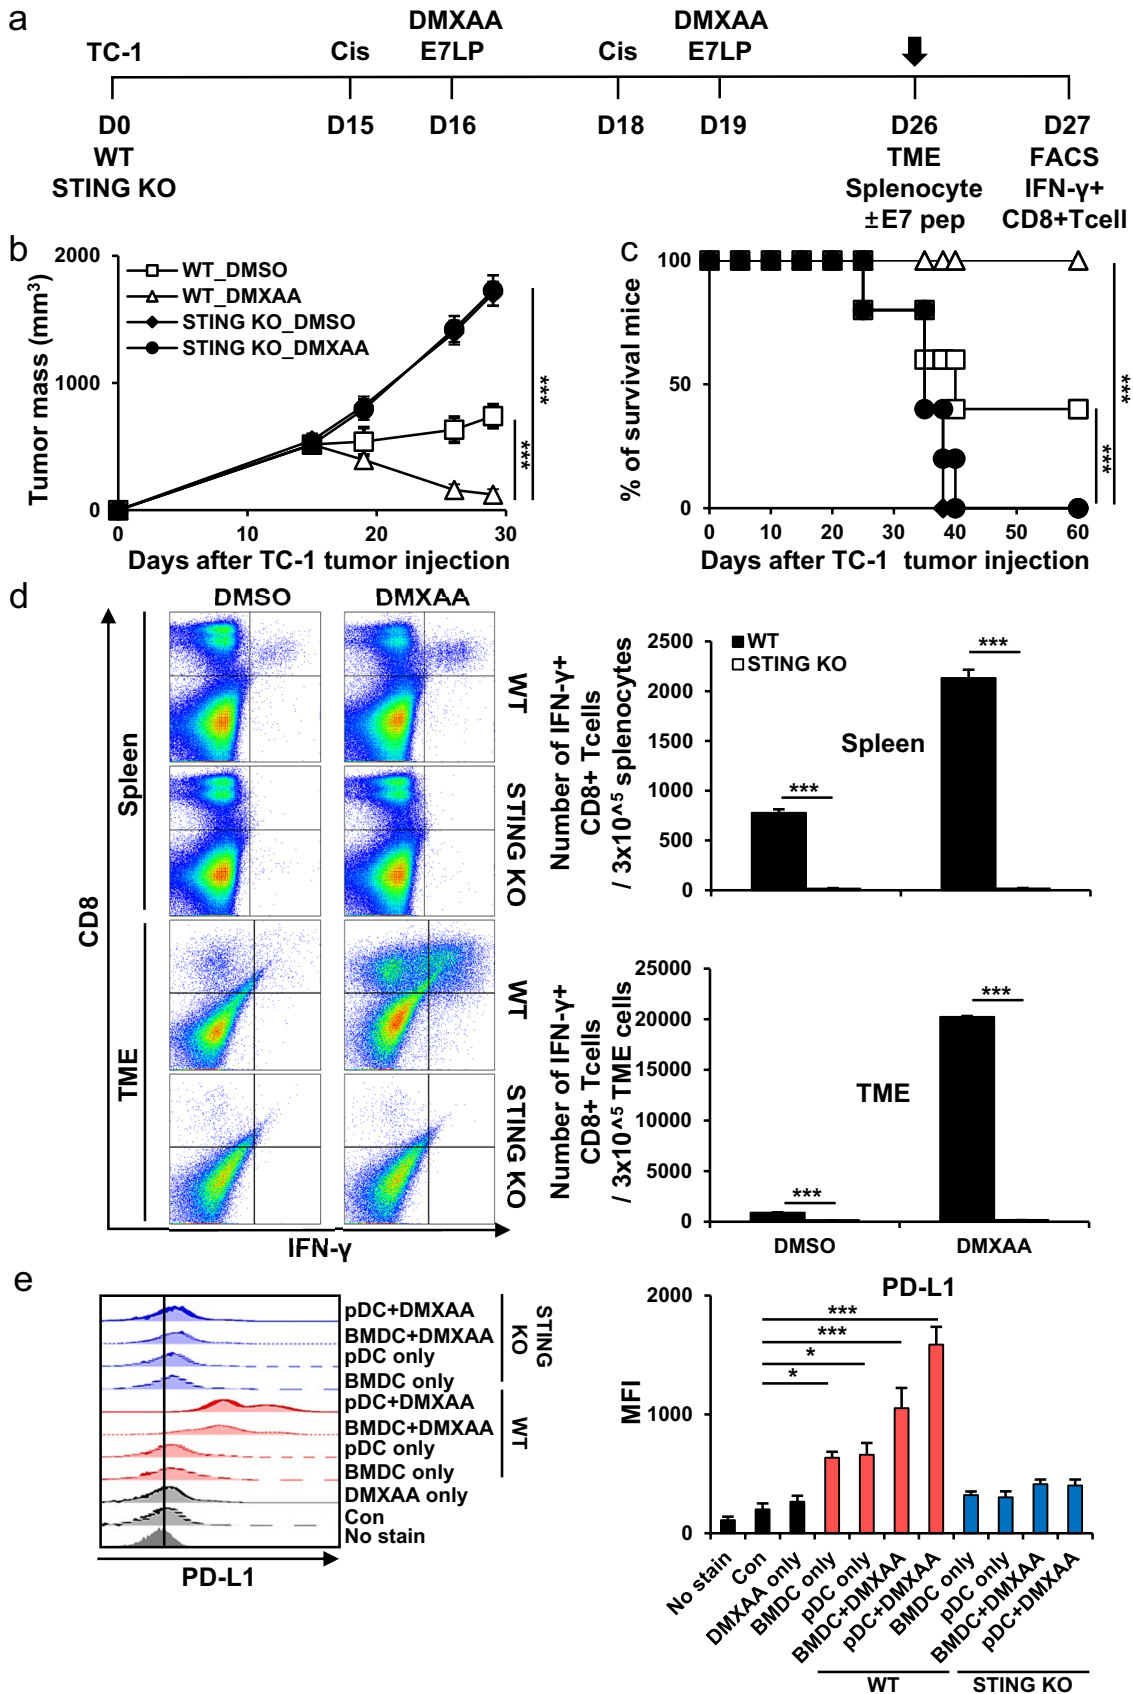 a
TC-1
Cis
DMXAA
E7LP
Cis
DMXAA
E7LP
D0
WT
STING KO
D15
D16
D18
D19
D26
TME
Splenocyte
±E7 pep
D27
FACS
IFN-γ+
CD8+Tcell
b
Tumor mass (mm³)
2000
1000
0
WT_DMSO
WT_DMXAA
STING KO_DMSO
STING KO_DMXAA
***
***
0
10
20
30
Days after TC-1 tumor injection
c
% of survival mice
100
50
0
***
***
0
10
20
30
40
50
60
Days after TC-1 tumor injection
d
DMSO
DMXAA
CD8
Spleen
TME
WT
STING KO
WT
STING KO
IFN-γ
Number of IFN-γ+
CD8+ Tcells
/ 3x10^5 splenocytes
2500
2000
1500
1000
500
0
WT
STING KO
Spleen
***
***
Number of IFN-γ+
CD8+ Tcells
/ 3x10^5 TME cells
25000
20000
15000
10000
5000
0
TME
***
***
DMSO
DMXAA
e
pDC+DMXAA
BMDC+DMXAA
pDC only
BMDC only
pDC+DMXAA
BMDC+DMXAA
pDC only
BMDC only
DMXAA only
Con
No stain
STING
KO
WT
PD-L1
PD-L1
MFI
2000
1000
0
***
***
*
*
No stain
Con
DMXAA only
BMDC only
pDC only
BMDC+DMXAA
pDC+DMXAA
BMDC only
pDC only
BMDC+DMXAA
pDC+DMXAA
WT
STING KO